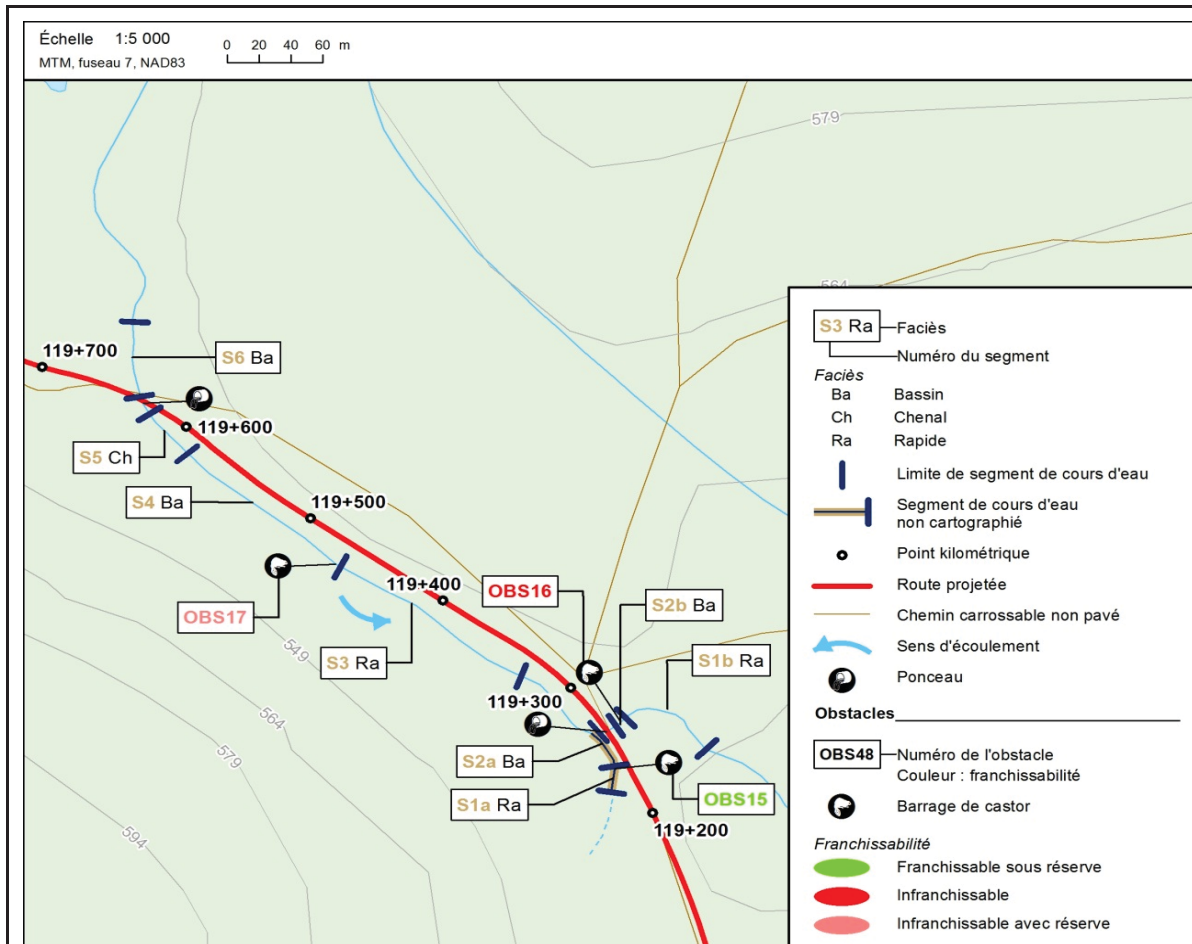 Échelle 1:5 000
0 20 40 60 m
MTM, fuseau 7, NAD83
579
564
119+700
S6 Ba
119+600
S5 Ch
S4 Ba
119+500
OBS17
119+400
OBS16
S2b Ba
S3 Ra
S1b Ra
549
119+300
564
S2a Ba
579
S1a Ra
OBS15
594
119+200
S3 Ra
Faciès
Numéro du segment
Faciès
Ba Bassin
Ch Chenal
Ra Rapide
Limite de segment de cours d'eau
Segment de cours d'eau
non cartographié
Point kilométrique
Route projetée
Chemin carrossable non pavé
Sens d'écoulement
Ponceau
Obstacles
OBS48 Numéro de l'obstacle
Couleur : franchissabilité
Barrage de castor
Franchissabilité
Franchissable sous réserve
Infranchissable
Infranchissable avec réserve